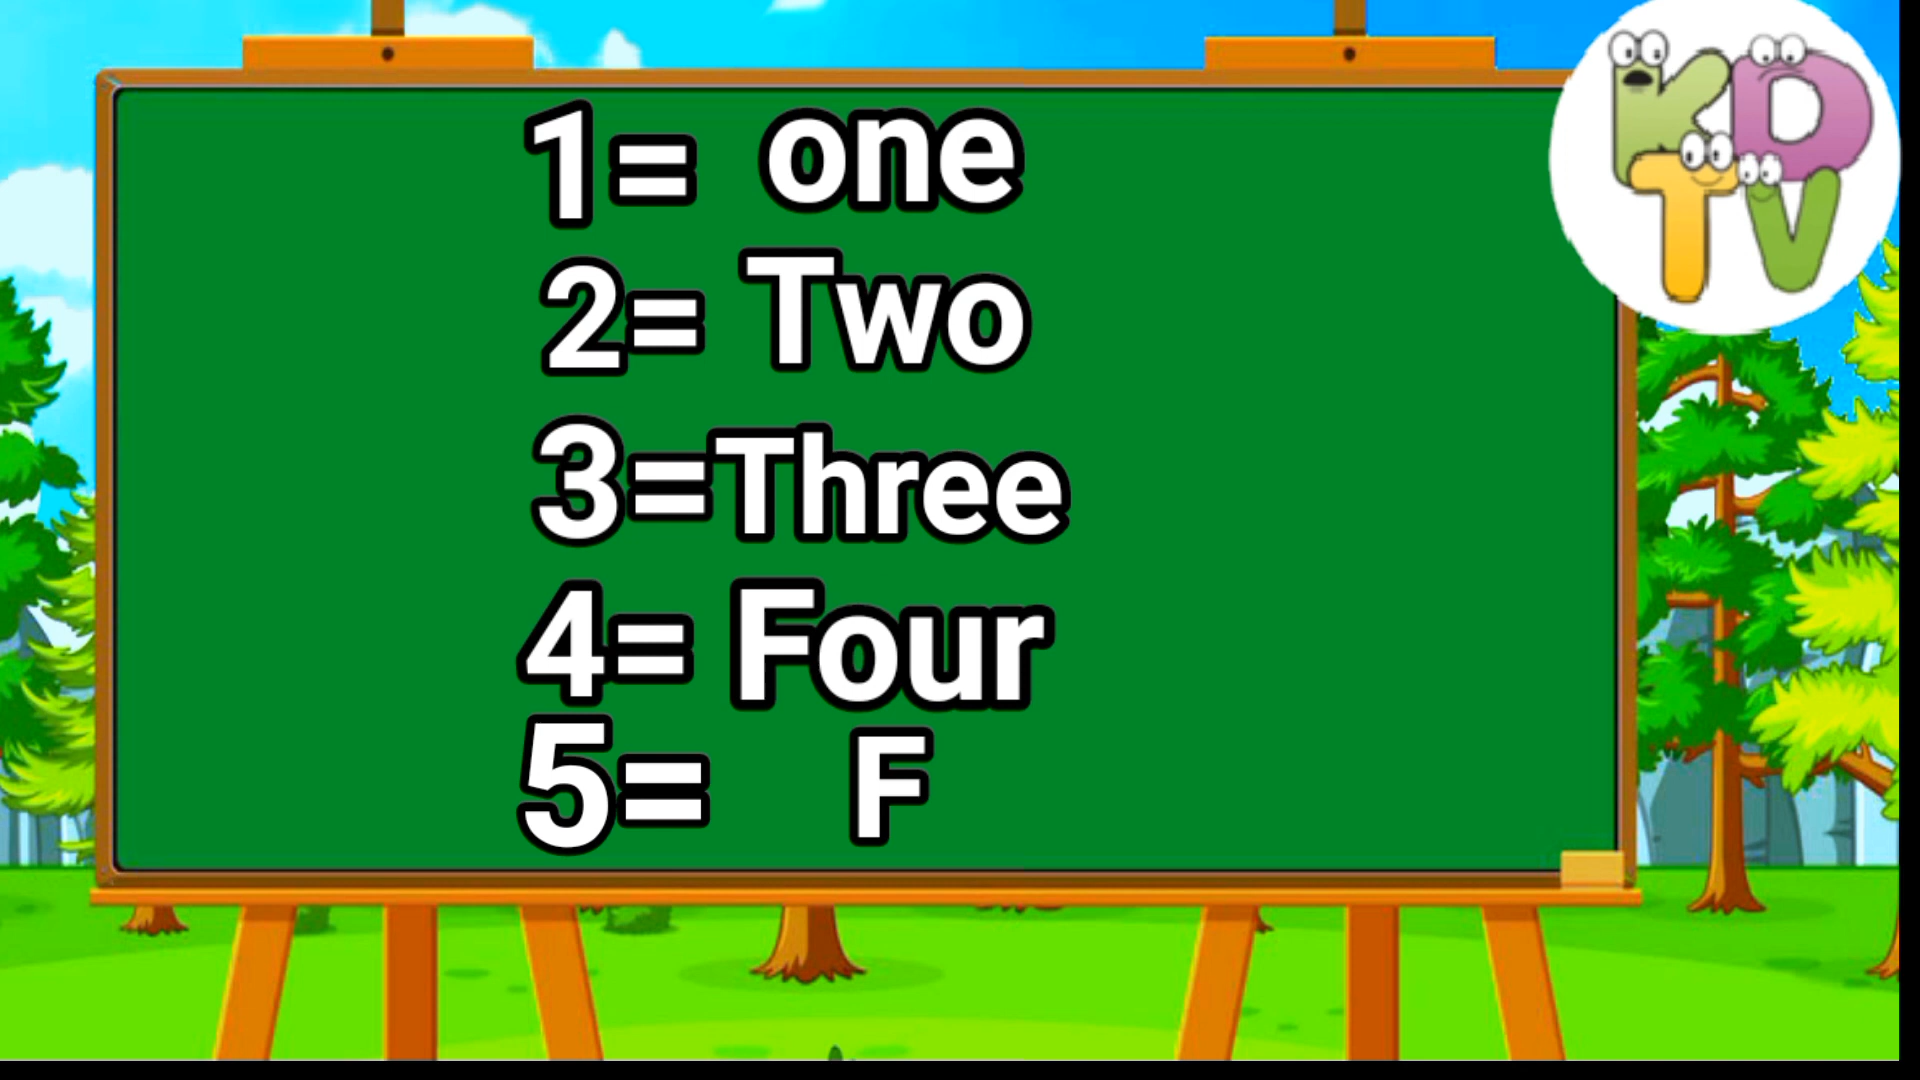 1= one
2= Two
3=Three
4= Four
5= F
KD
TV